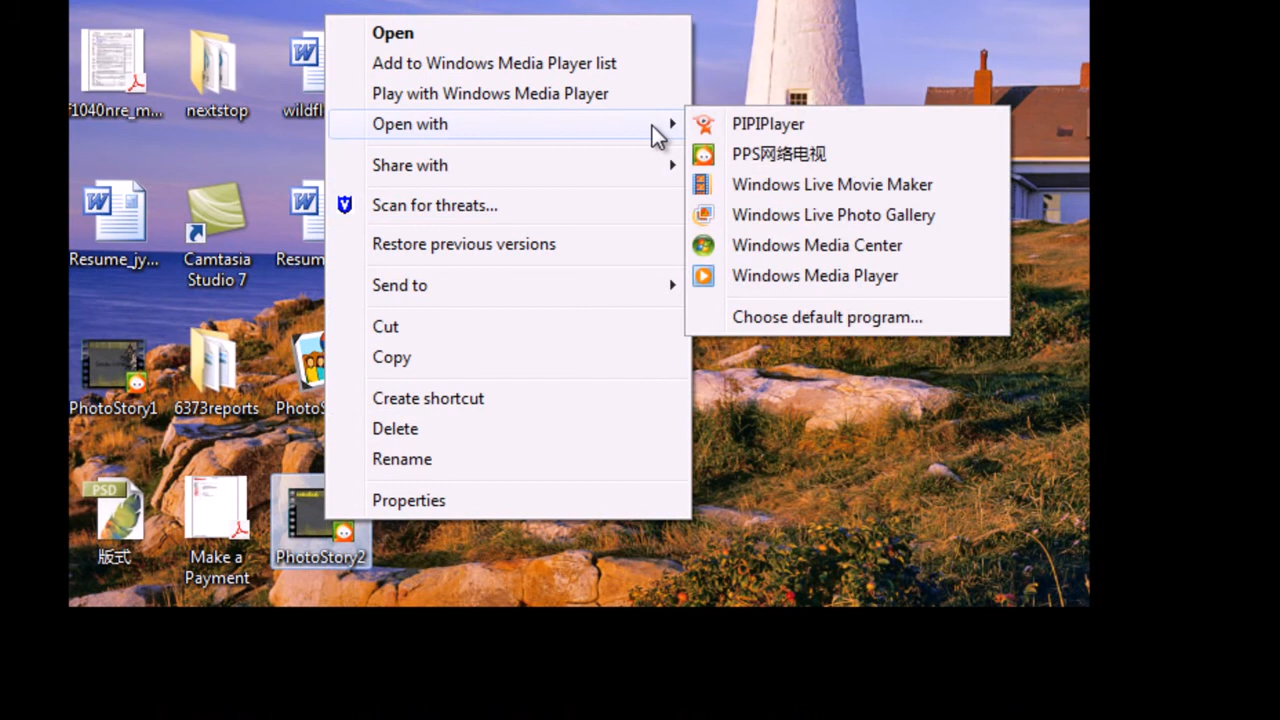 Open
Add to Windows Media Player list
Play with Windows Media Player
Open with
Share with
Scan for threats...
Restore previous versions
Send to
Cut
Copy
Create shortcut
Delete
Rename
Properties
PIPIPlayer
PPS网络电视
Windows Live Movie Maker
Windows Live Photo Gallery
Windows Media Center
Windows Media Player
Choose default program...
f1040nre_m...
nextstop
wildfl
Resume_jy...
Camtasia
Studio 7
Resum
PhotoStory1
6373reports
PhotoS
PSD
版式
Make a
Payment
PhotoStory2